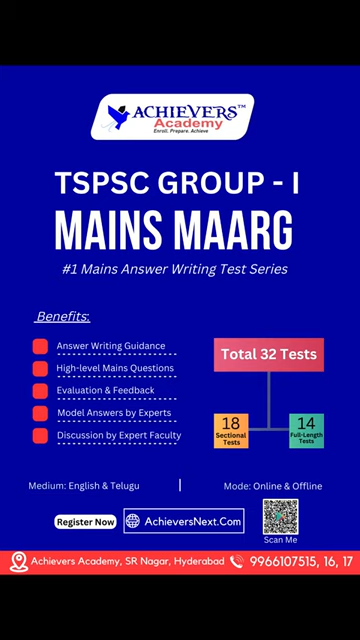 ACHIEVERS™
Academy
Enroll. Prepare. Achieve
TSPSC GROUP - I
MAINS MAARG
#1 Mains Answer Writing Test Series
Benefits:
Answer Writing Guidance
High-level Mains Questions
Evaluation & Feedback
Model Answers by Experts
Discussion by Expert Faculty
Total 32 Tests
18
Sectional
Tests
14
Full-Length
Tests
Medium: English & Telugu
Mode: Online & Offline
Register Now
AchieversNext.Com
Scan Me
Achievers Academy, SR Nagar, Hyderabad
9966107515, 16, 17